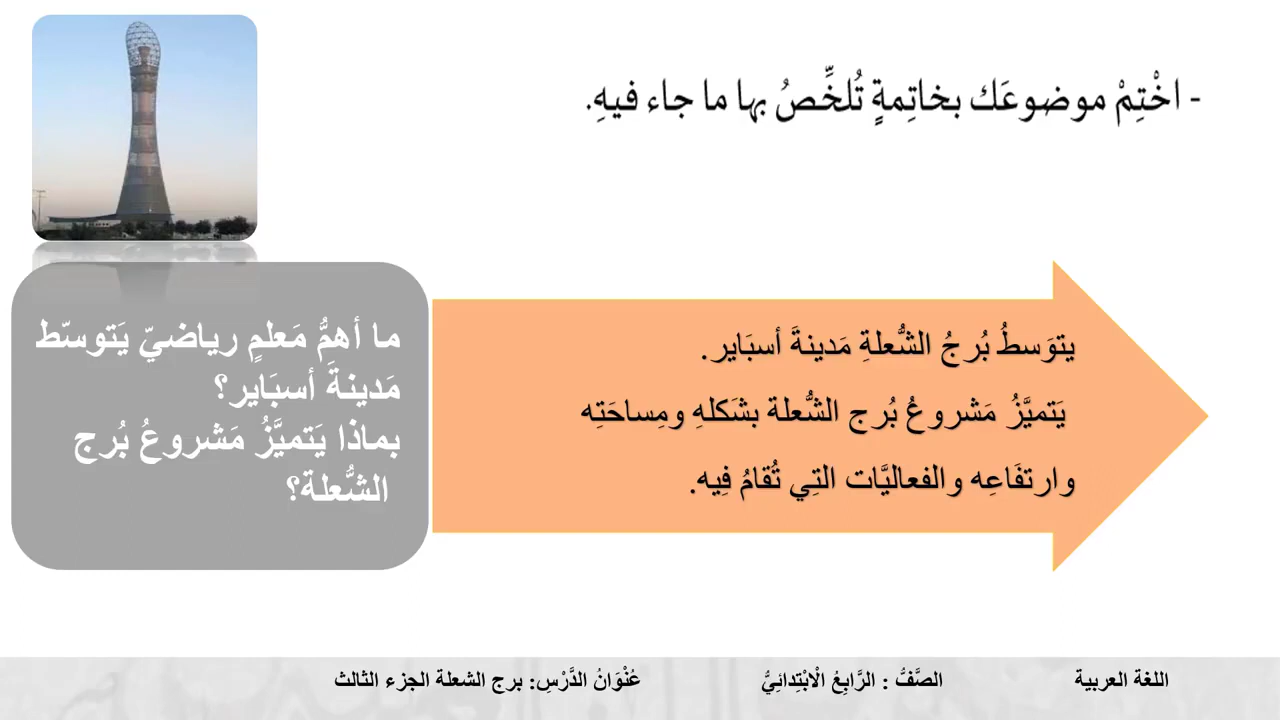 - اخْتِمْ موضوعَك بخاتِمةٍ تُلخِّصُ بها ما جاء فيهِ.
ما أهمُّ مَعلمٍ رياضيّ يَتوسّط
مَدينةَ أسبَاير؟
بماذا يَتميَّزُ مَشروعُ بُرج
الشُّعلة؟
يتوَسطُ بُرجُ الشُّعلةِ مَدينةَ أسبَاير.
يَتميَّزُ مَشروعُ بُرج الشُّعلة بشَكلهِ ومِساحَتِه
وارتفَاعِه والفعاليَّات التِي تُقامُ فِيه.
اللغة العربية
الصَّفُّ : الرَّابِعُ الْابْتِدائِيُّ
عُنْوَانُ الدَّرْسِ: برج الشعلة الجزء الثالث